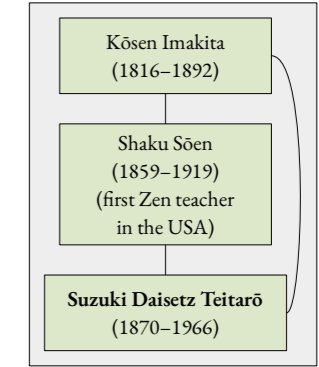 Kōsen Imakita
(1816–1892)
Shaku Sōen
(1859–1919)
(first Zen teacher
in the USA)
Suzuki Daisetz Teitarō
(1870–1966)